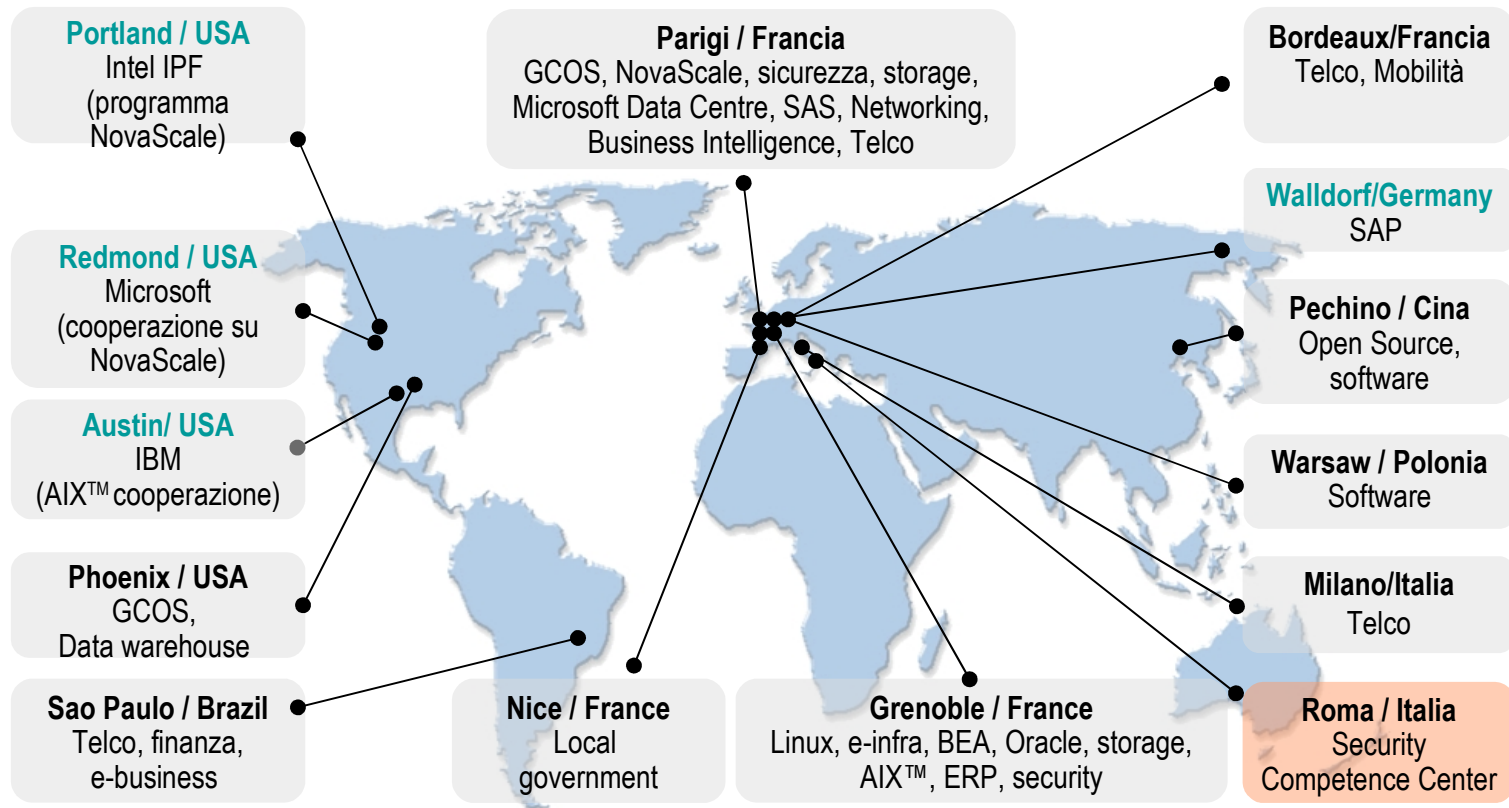 Portland / USA
Intel IPF
(programma
NovaScale)
Parigi / Francia
GCOS, NovaScale, sicurezza, storage,
Microsoft Data Centre, SAS, Networking,
Business Intelligence, Telco
Bordeaux/Francia
Telco, Mobilità
Walldorf/Germany
SAP
Redmond / USA
Microsoft
(cooperazione su
NovaScale)
Pechino / Cina
Open Source,
software
Austin/ USA
IBM
(AIX™ cooperazione)
Warsaw / Polonia
Software
Phoenix / USA
GCOS,
Data warehouse
Milano/Italia
Telco
Sao Paulo / Brazil
Telco, finanza,
e-business
Nice / France
Local
government
Grenoble / France
Linux, e-infra, BEA, Oracle, storage,
AIX™, ERP, security
Roma / Italia
Security
Competence Center